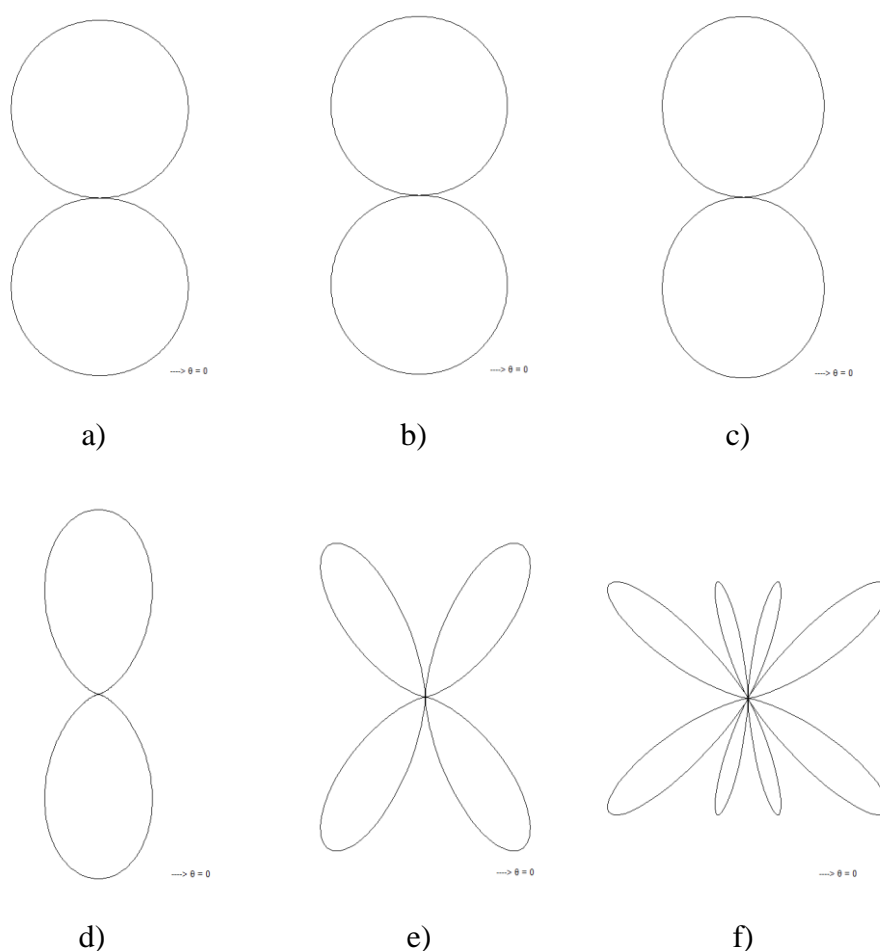 ----> θ = 0 ----> θ = 0 ----> θ = 0
a) b) c)
----> θ = 0 ----> θ = 0 ----> θ = 0
d) e) f)